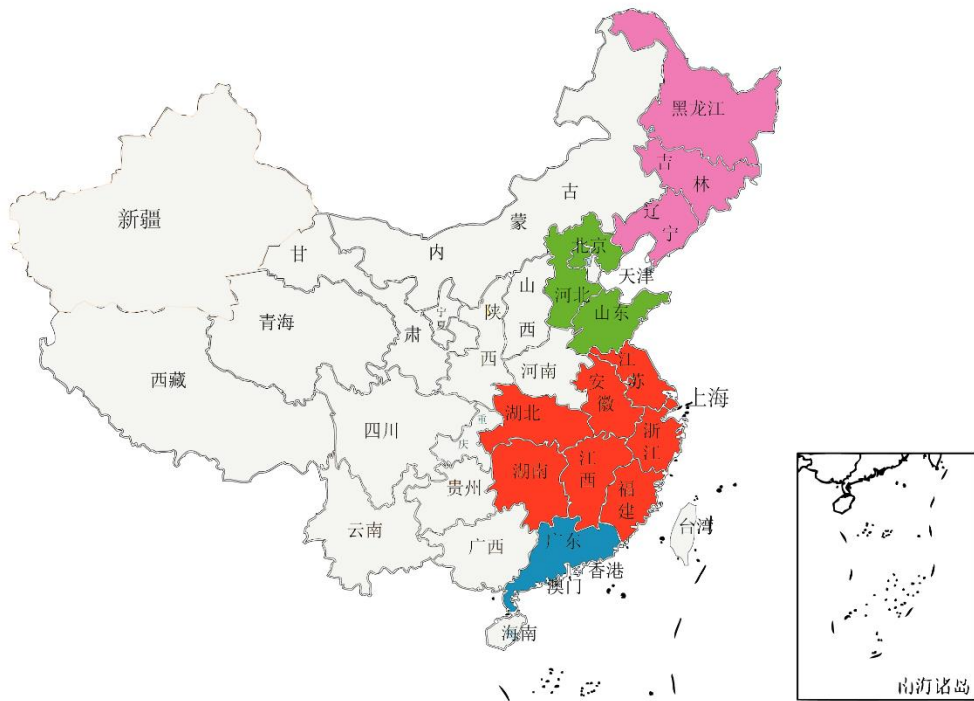 黑龙江
吉林
辽宁
内蒙古
新疆
甘肃
北京
天津
河北
山东
山西
陕西
宁夏
青海
西藏
河南
江苏
安徽
上海
湖北
重庆
四川
浙江
湖南
江西
福建
贵州
云南
广西
广东
台湾
香港
澳门
海南
南海诸岛